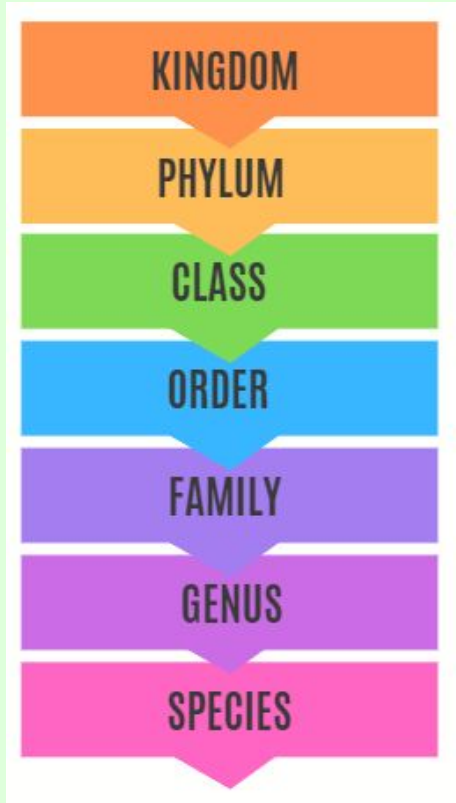 KINGDOM
PHYLUM
CLASS
ORDER
FAMILY
GENUS
SPECIES